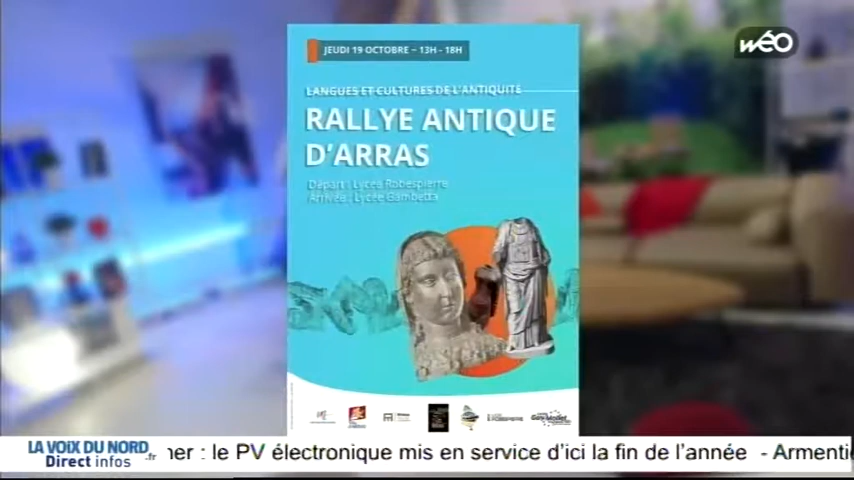 JEUDI 19 OCTOBRE – 13H - 18H
wéo
LANGUES ET CULTURES DE L'ANTIQUITÉ
RALLYE ANTIQUE
D'ARRAS
Départ : Lycée Robespierre
Arrivée : Lycée Gambetta
LA VOIX DU NORD
Direct infos .fr
ner : le PV électronique mis en service d'ici la fin de l'année - Armenti